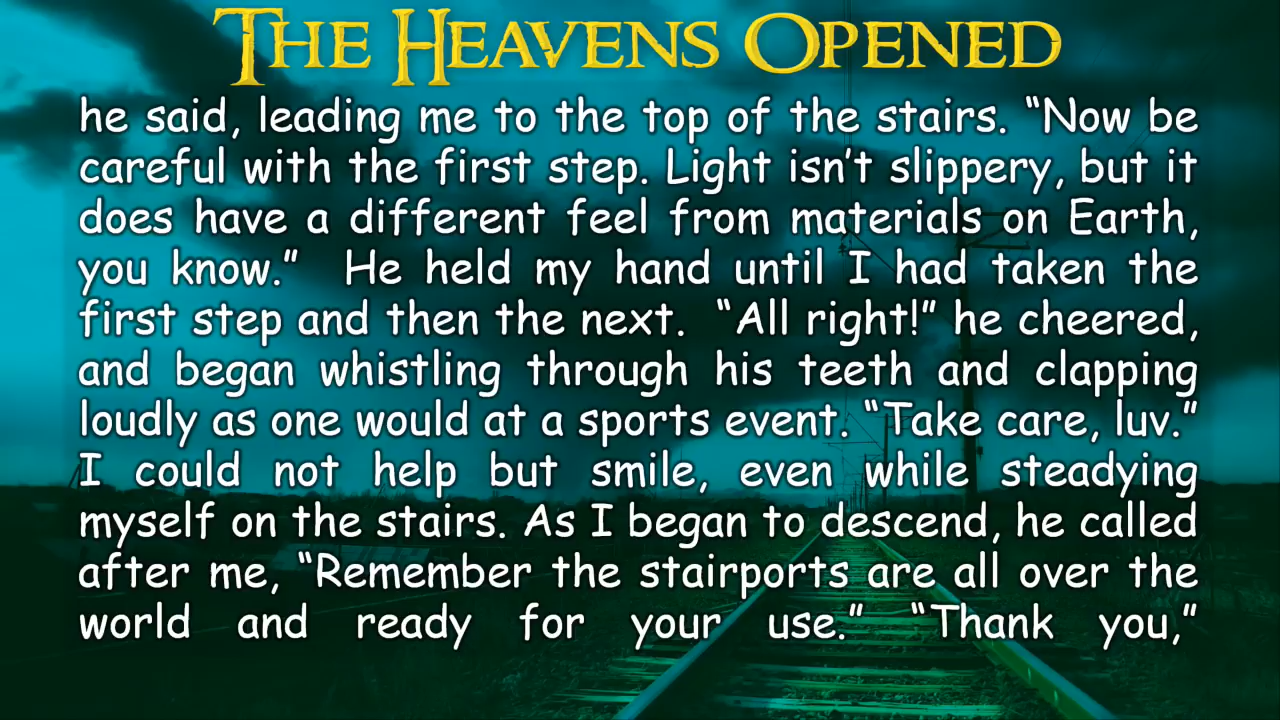 THE HEAVENS OPENED
he said, leading me to the top of the stairs. “Now be
careful with the first step. Light isn’t slippery, but it
does have a different feel from materials on Earth,
you know.” He held my hand until I had taken the
first step and then the next. “All right!” he cheered,
and began whistling through his teeth and clapping
loudly as one would at a sports event. “Take care, luv.”
I could not help but smile, even while steadying
myself on the stairs. As I began to descend, he called
after me, “Remember the stairports are all over the
world and ready for your use.” “Thank you,”